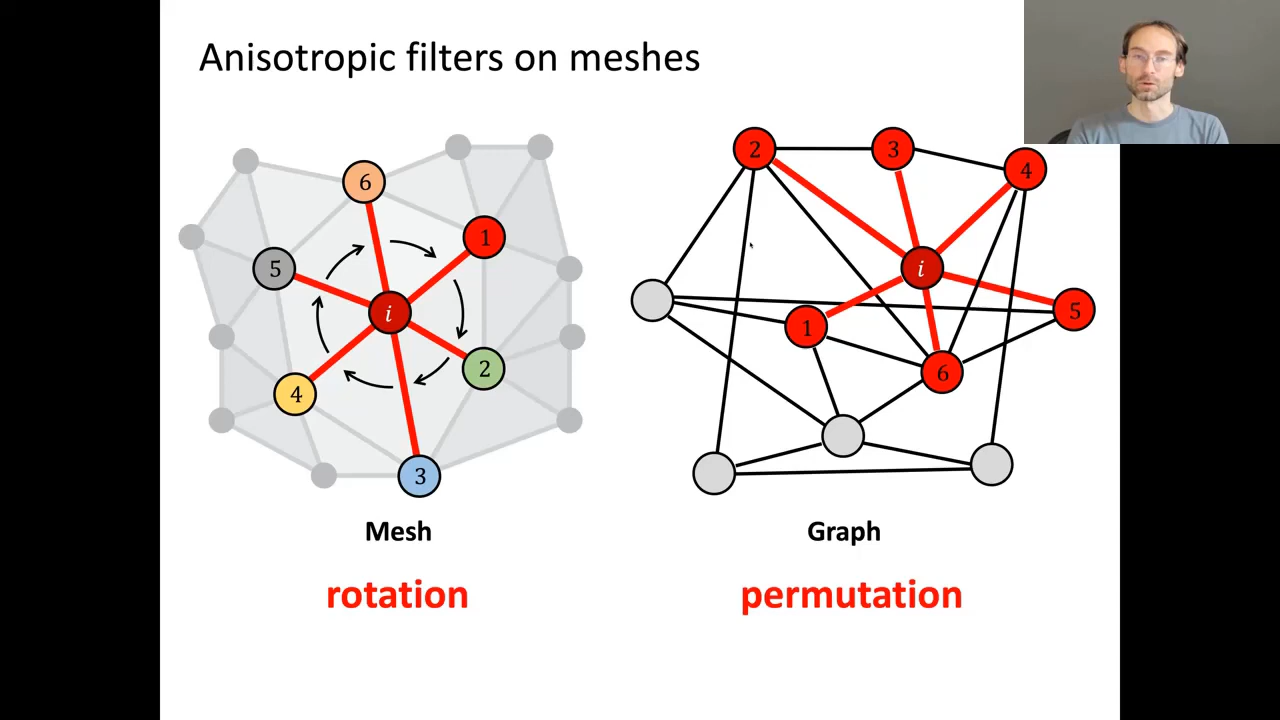 Anisotropic filters on meshes
6
1
5
i
2
4
3
2
3
4
i
5
1
6
Mesh
Graph
rotation
permutation